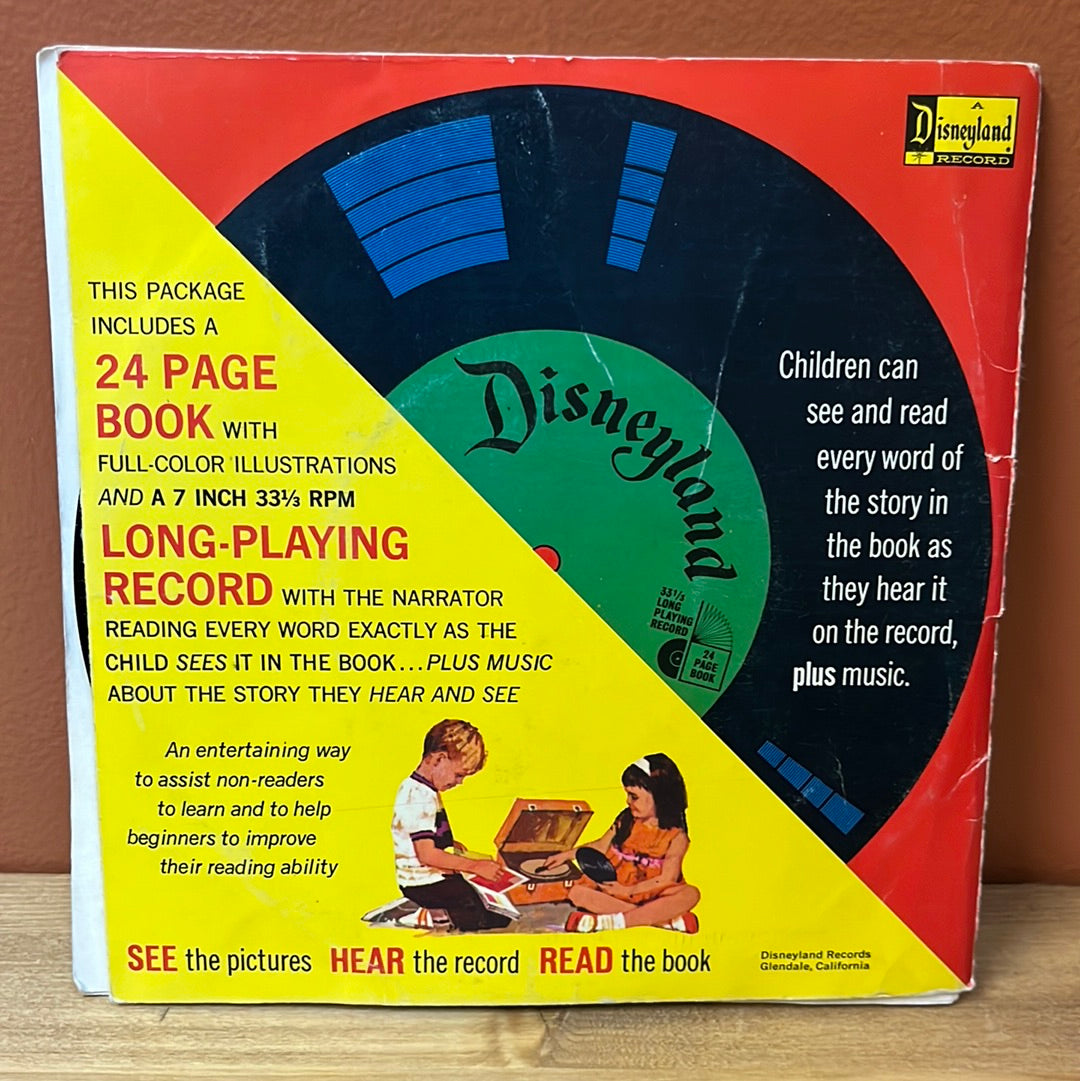 A
Disneyland
RECORD
THIS PACKAGE
INCLUDES A
24 PAGE
BOOK WITH
FULL-COLOR ILLUSTRATIONS
AND A 7 INCH 33⅓ RPM
LONG-PLAYING
RECORD WITH THE NARRATOR
READING EVERY WORD EXACTLY AS THE
CHILD SEES IT IN THE BOOK...PLUS MUSIC
ABOUT THE STORY THEY HEAR AND SEE
An entertaining way
to assist non-readers
to learn and to help
beginners to improve
their reading ability
Disneyland
33⅓
LONG
PLAYING
RECORD
24
PAGE
BOOK
Children can
see and read
every word of
the story in
the book as
they hear it
on the record,
plus music.
SEE the pictures HEAR the record READ the book
Disneyland Records
Glendale, California